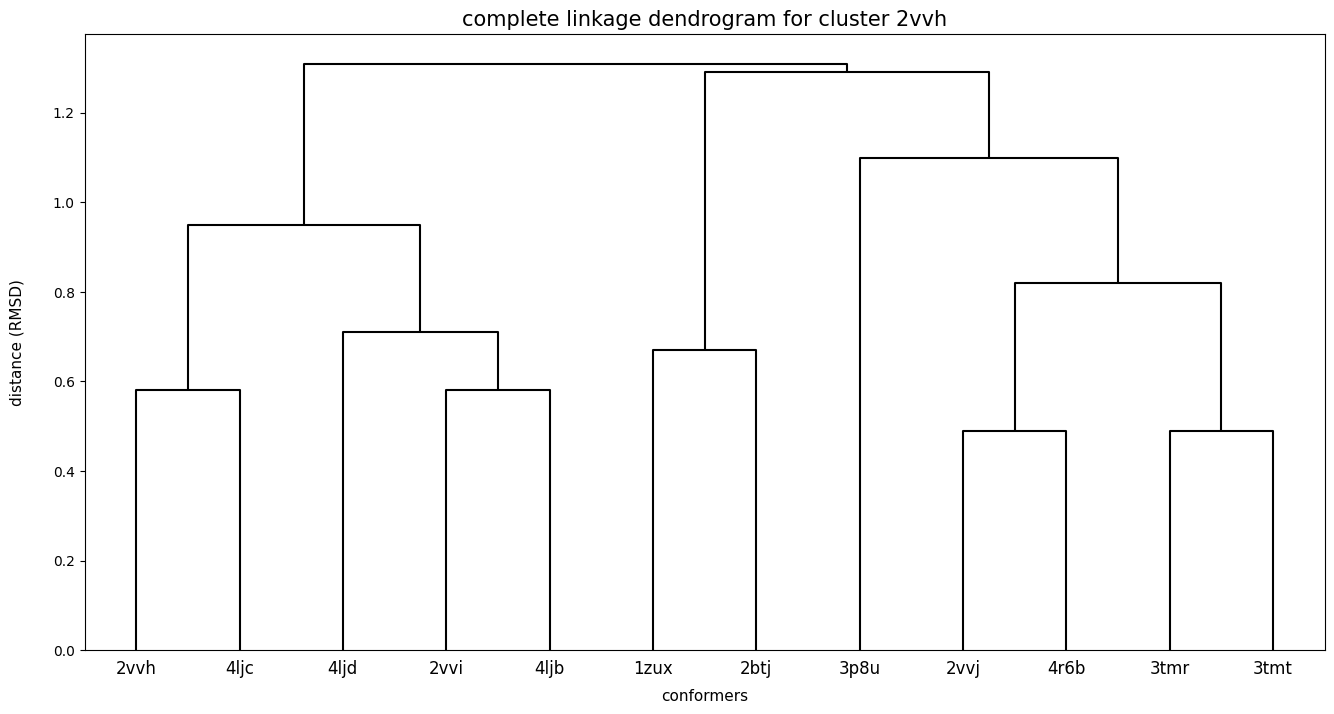 complete linkage dendrogram for cluster 2vvh
distance (RMSD)
1.2
1.0
0.8
0.6
0.4
0.2
0.0
2vvh 4ljc 4ljd 2vvi 4ljb 1zux 2btj 3p8u 2vvj 4r6b 3tmr 3tmt
conformers